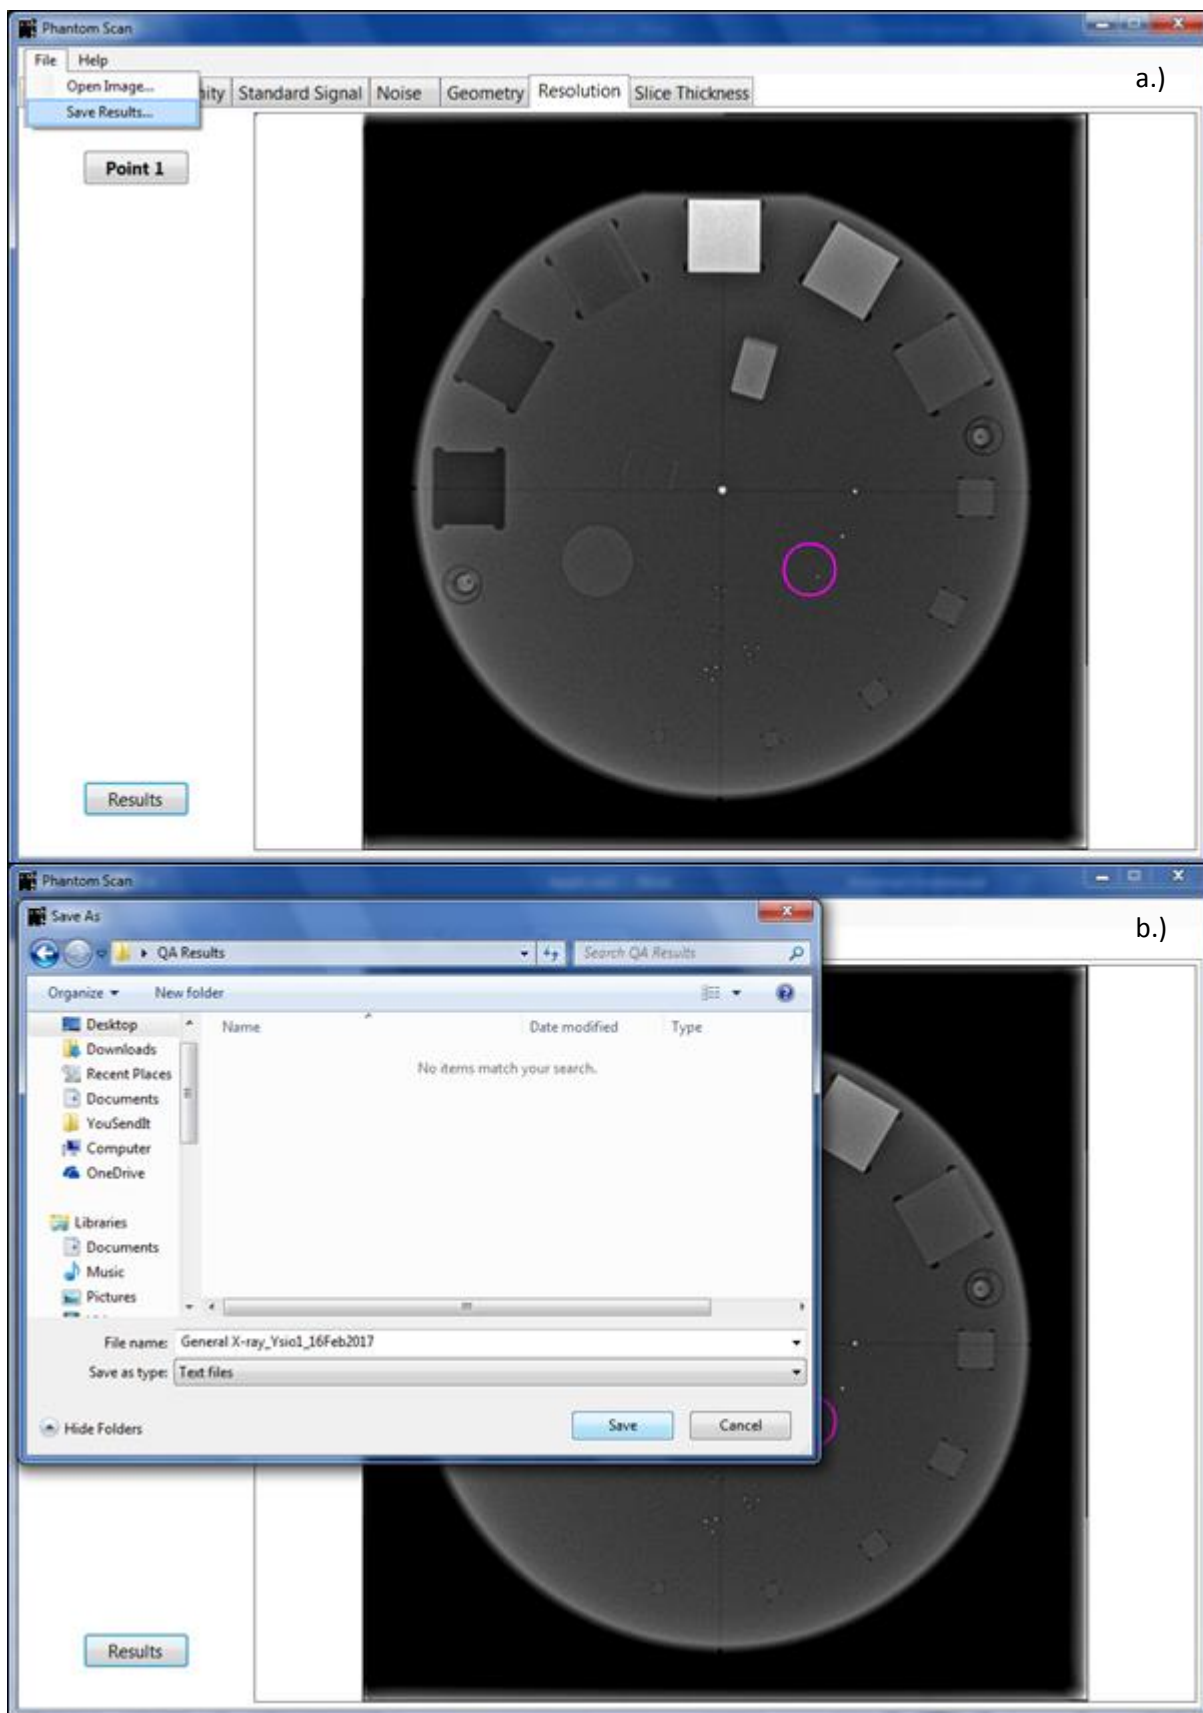 Phantom Scan
a.)
File Help
Open Image...
Save Results...
ity Standard Signal Noise Geometry Resolution Slice Thickness
Point 1
Results
Phantom Scan
b.)
Save As
QA Results
Search QA Results
Organize New folder
Name Date modified Type
No items match your search.
Desktop
Downloads
Recent Places
Documents
YouSendIt
Computer
OneDrive
Libraries
Documents
Music
Pictures
File name: General X-ray_Ysio1_16Feb2017
Save as type: Text files
Hide Folders
Save Cancel
Results